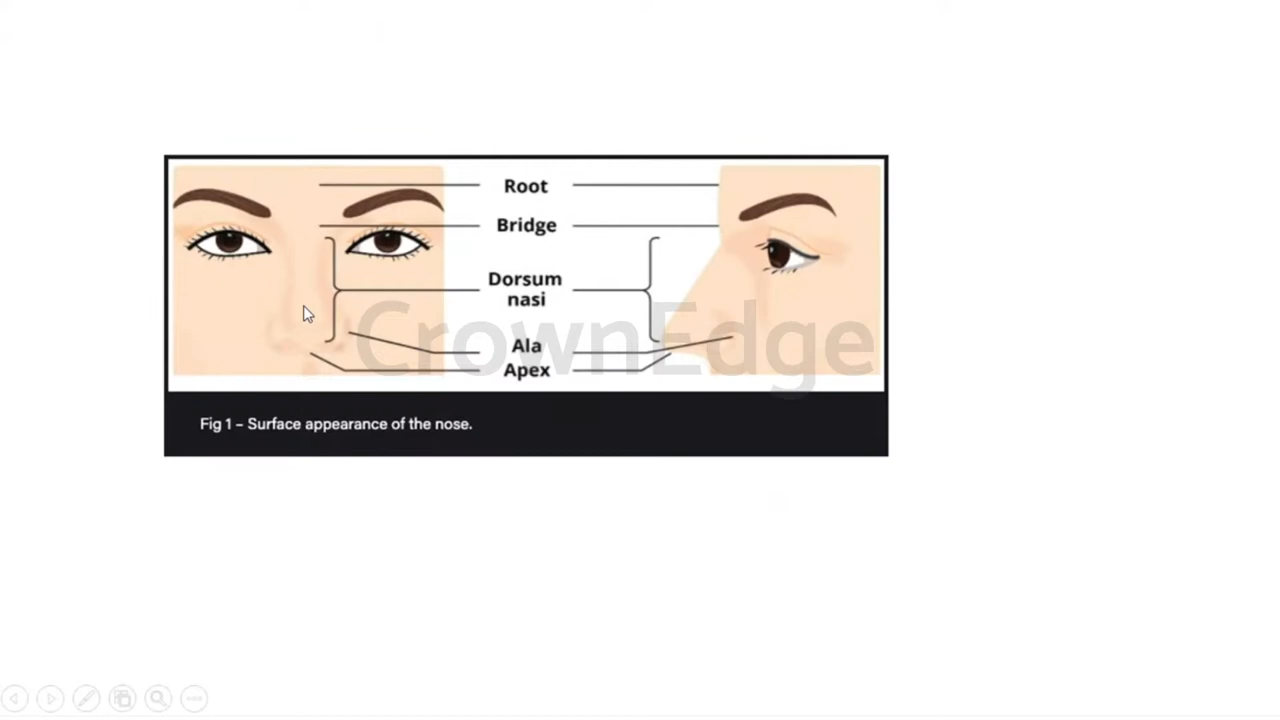 Root
Bridge
Dorsum
nasi
Ala
Apex
CrownEdge
Fig 1 – Surface appearance of the nose.